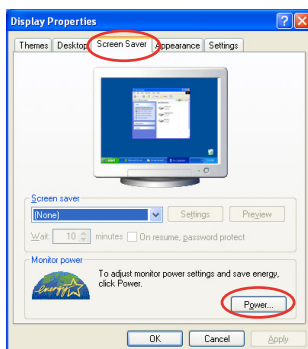 Display Properties
Themes Desktop Screen Saver Appearance Settings
Screen saver
(None) Settings Preview
Wait: 10 minutes On resume, password protect
Monitor power
To adjust monitor power settings and save energy,
click Power.
energy
Power...
OK Cancel Apply